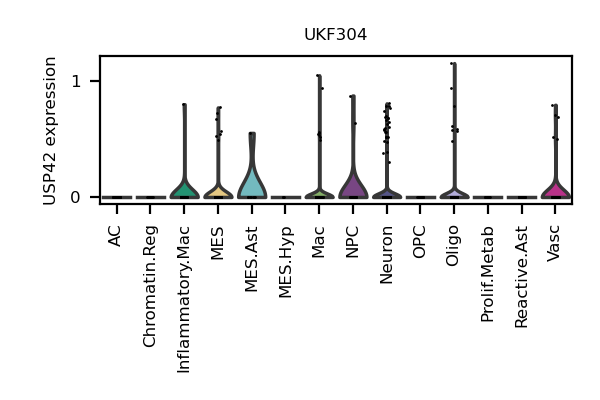 UKF304
USP42 expression
1
0
AC
Chromatin.Reg
Inflammatory.Mac
MES
MES.Ast
MES.Hyp
Mac
NPC
Neuron
OPC
Oligo
Prolif.Metab
Reactive.Ast
Vasc